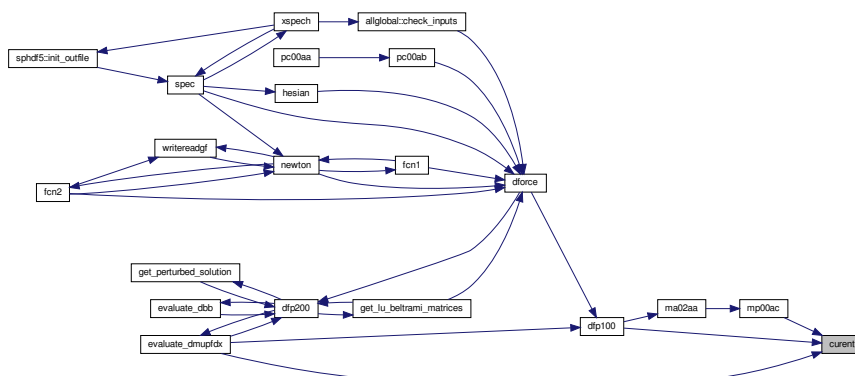 xspech
allglobal::check_inputs
sphdf5::init_outfile
pc00aa
pc00ab
spec
hesian
writereadgf
newton
fcn1
dforce
fcn2
get_perturbed_solution
evaluate_dbb
dfp200
get_lu_beltrami_matrices
ma02aa
mp00ac
dfp100
evaluate_dmupfdx
curent